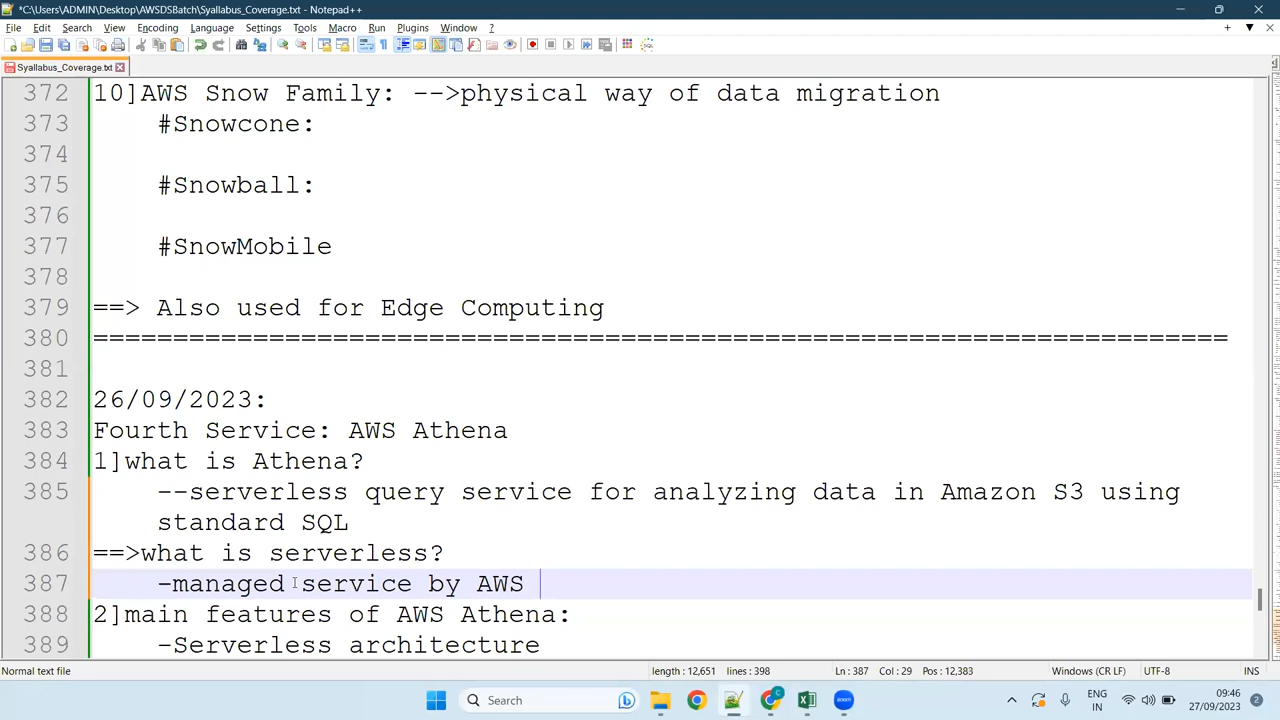 *C:\Users\ADMIN\Desktop\AWSDSBatch\Syallabus_Coverage.txt - Notepad++
File Edit Search View Encoding Language Settings Tools Macro Run Plugins Window ?
Syallabus_Coverage.txt
372 10]AWS Snow Family: -->physical way of data migration
373 #Snowcone:
374
375 #Snowball:
376
377 #SnowMobile
378
379 ==> Also used for Edge Computing
380 =======================================================================
381
382 26/09/2023:
383 Fourth Service: AWS Athena
384 1]what is Athena?
385 --serverless query service for analyzing data in Amazon S3 using
standard SQL
386 ==>what is serverless?
387 -managed service by AWS
388 2]main features of AWS Athena:
389 -Serverless architecture
Normal text file length : 12,651 lines : 398 Ln : 387 Col : 29 Pos : 12,383 Windows (CR LF) UTF-8 INS
Search ENG 09:46
IN 27/09/2023